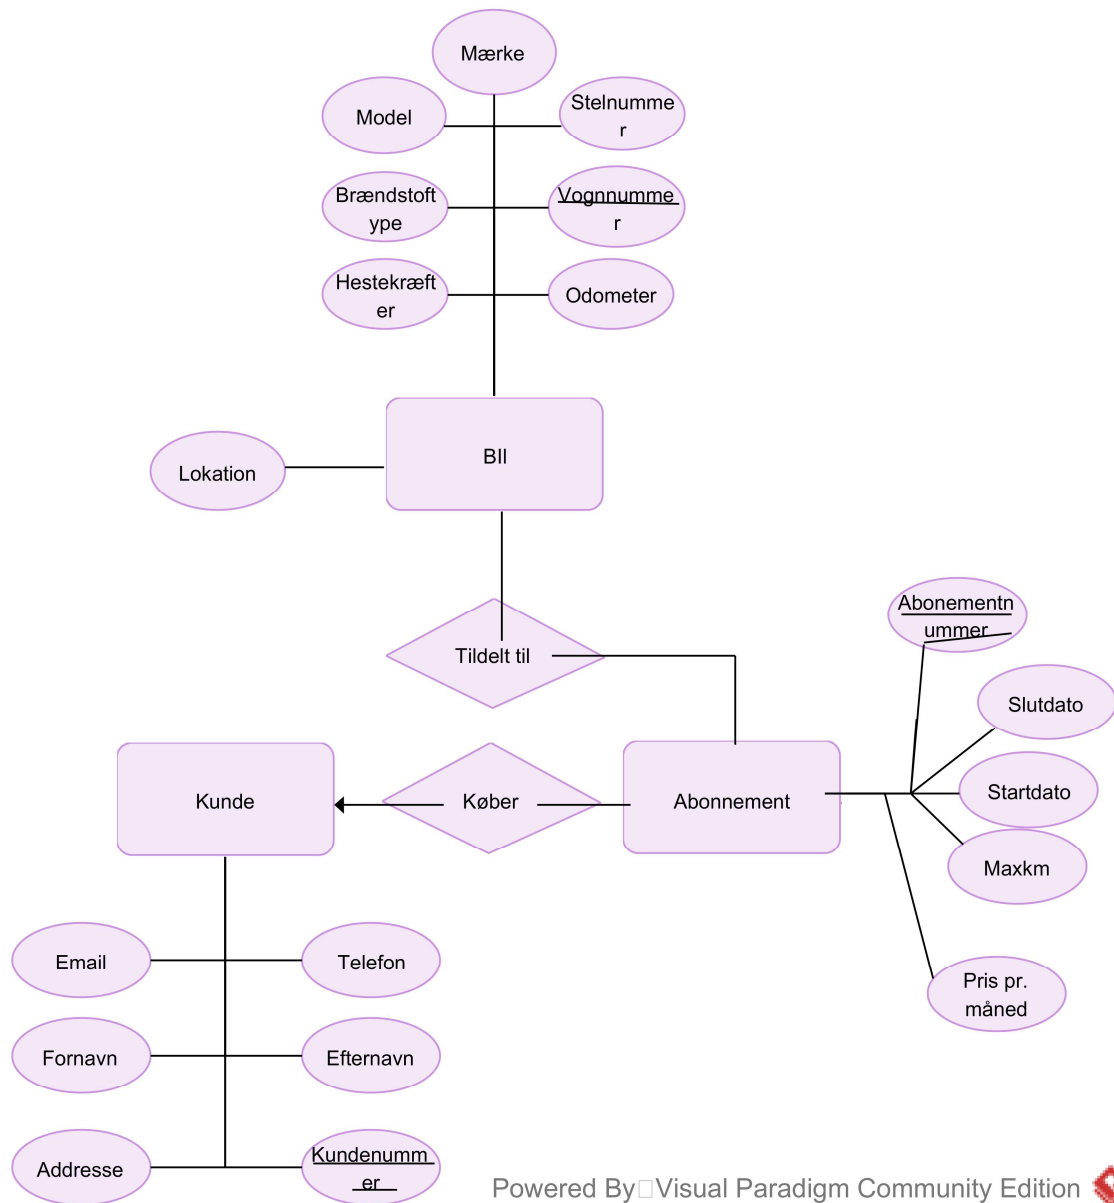 Mærke
Model
Stelnumme
r
Brændstoft
ype
Vognnumme
r
Hestekræft
er
Odometer
BIl
Lokation
Tildelt til
Abonementn
ummer
Slutdato
Kunde
Køber
Abonnement
Startdato
Maxkm
Email
Telefon
Pris pr.
måned
Fornavn
Efternavn
Addresse
Kundenumm
er
Powered By Visual Paradigm Community Edition